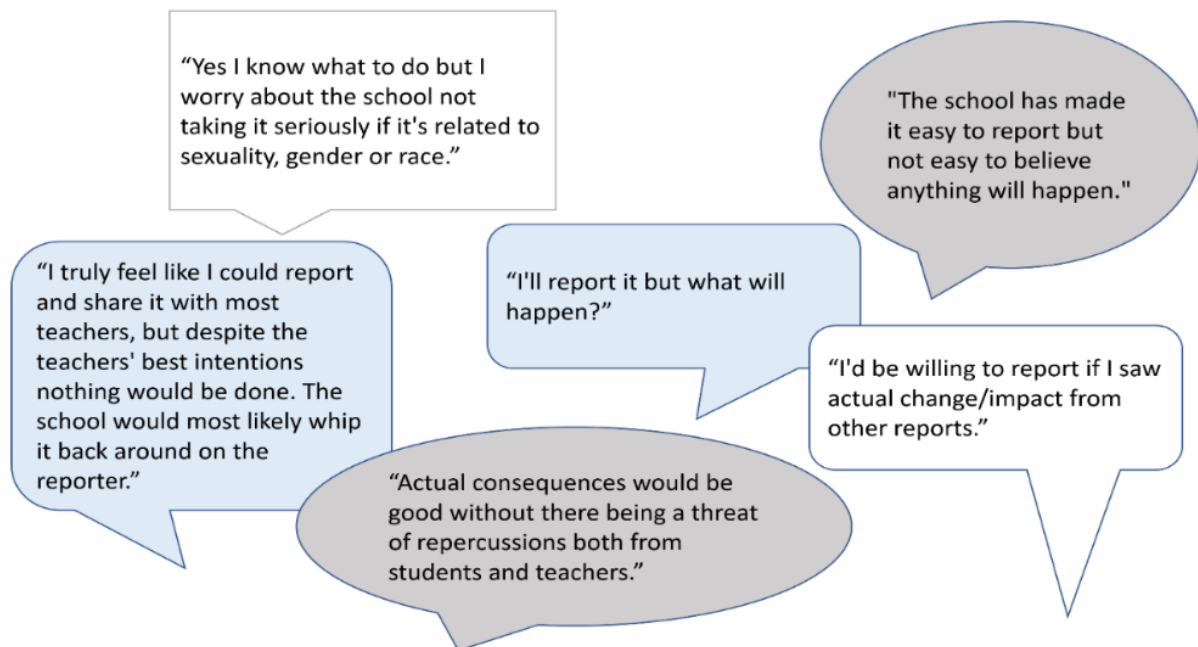 “Yes I know what to do but I
worry about the school not
taking it seriously if it's related to
sexuality, gender or race.”
"The school has made
it easy to report but
not easy to believe
anything will happen."
“I truly feel like I could report
and share it with most
teachers, but despite the
teachers' best intentions
nothing would be done. The
school would most likely whip
it back around on the
reporter.”
“I'll report it but what will
happen?”
“I'd be willing to report if I saw
actual change/impact from
other reports.”
“Actual consequences would be
good without there being a threat
of repercussions both from
students and teachers.”